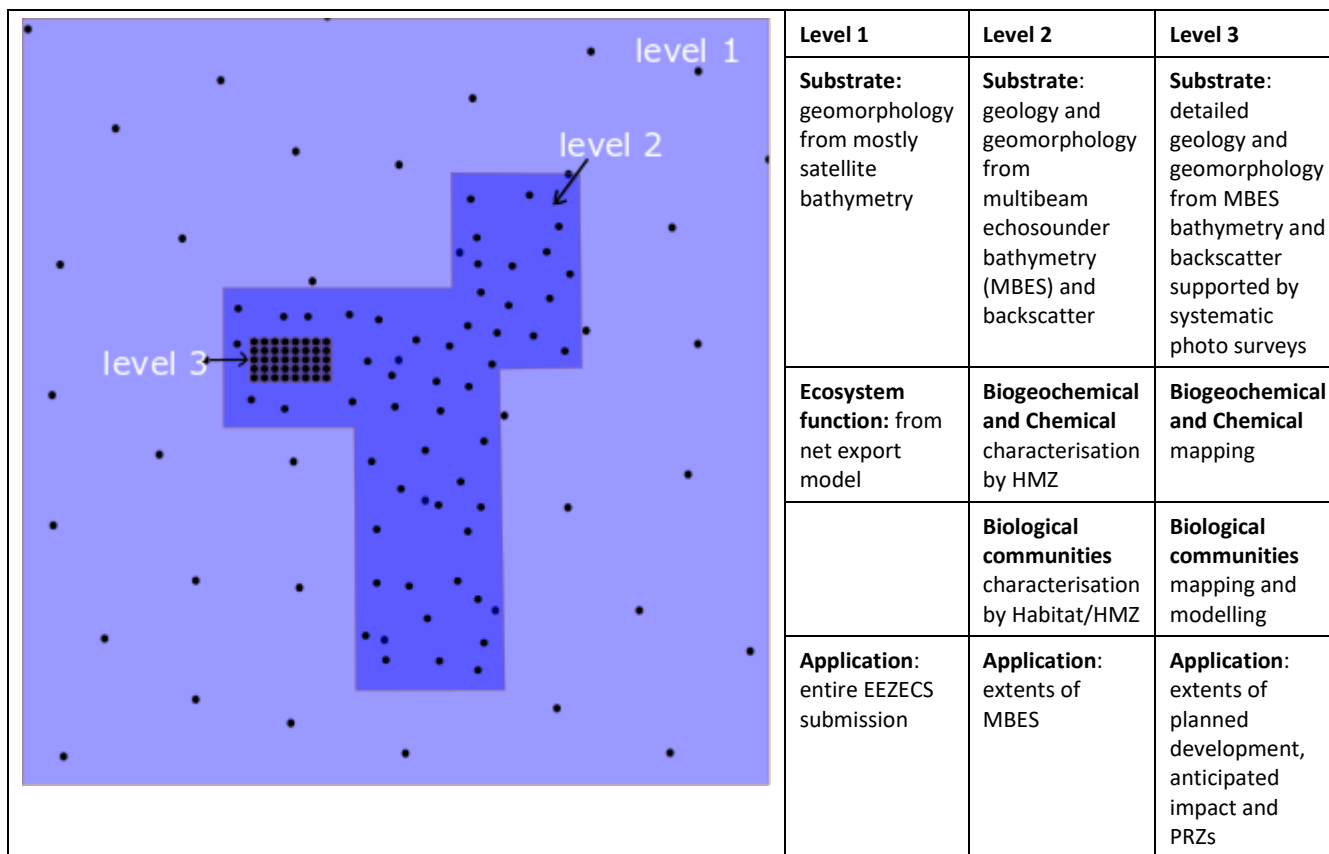 level 1
level 2
level 3
Level 1
Level 2
Level 3
Substrate:
geomorphology
from mostly
satellite
bathymetry
Substrate:
geology and
geomorphology
from
multibeam
echosounder
bathymetry
(MBES) and
backscatter
Substrate:
detailed
geology and
geomorphology
from MBES
bathymetry and
backscatter
supported by
systematic
photo surveys
Ecosystem
function: from
net export
model
Biogeochemical
and Chemical
characterisation
by HMZ
Biogeochemical
and Chemical
mapping
Biological
communities
characterisation
by Habitat/HMZ
Biological
communities
mapping and
modelling
Application:
entire EEZECS
submission
Application:
extents of
MBES
Application:
extents of
planned
development,
anticipated
impact and
PRZs